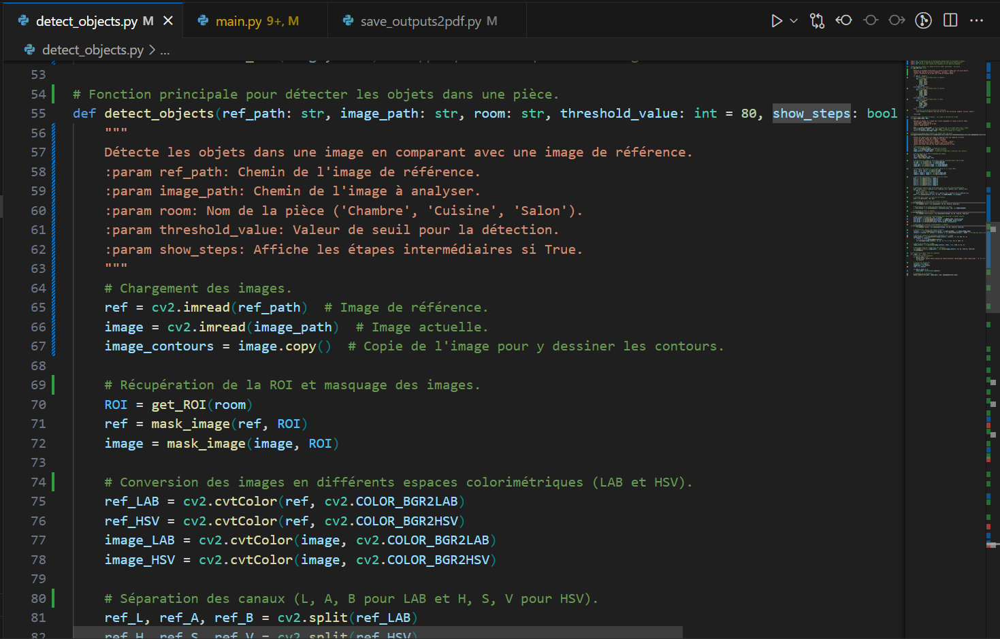 detect_objects.py M
main.py 9+, M
save_outputs2pdf.py M
detect_objects.py > ...
53
54 # Fonction principale pour détecter les objets dans une pièce.
55 def detect_objects(ref_path: str, image_path: str, room: str, threshold_value: int = 80, show_steps: bool
56 """
57 Détecte les objets dans une image en comparant avec une image de référence.
58 :param ref_path: Chemin de l'image de référence.
59 :param image_path: Chemin de l'image à analyser.
60 :param room: Nom de la pièce ('Chambre', 'Cuisine', 'Salon').
61 :param threshold_value: Valeur de seuil pour la détection.
62 :param show_steps: Affiche les étapes intermédiaires si True.
63 """
64 # Chargement des images.
65 ref = cv2.imread(ref_path)  # Image de référence.
66 image = cv2.imread(image_path)  # Image actuelle.
67 image_contours = image.copy()  # Copie de l'image pour y dessiner les contours.
68
69 # Récupération de la ROI et masquage des images.
70 ROI = get_ROI(room)
71 ref = mask_image(ref, ROI)
72 image = mask_image(image, ROI)
73
74 # Conversion des images en différents espaces colorimétriques (LAB et HSV).
75 ref_LAB = cv2.cvtColor(ref, cv2.COLOR_BGR2LAB)
76 ref_HSV = cv2.cvtColor(ref, cv2.COLOR_BGR2HSV)
77 image_LAB = cv2.cvtColor(image, cv2.COLOR_BGR2LAB)
78 image_HSV = cv2.cvtColor(image, cv2.COLOR_BGR2HSV)
79
80 # Séparation des canaux (L, A, B pour LAB et H, S, V pour HSV).
81 ref_L, ref_A, ref_B = cv2.split(ref_LAB)
82 ref_H, ref_S, ref_V = cv2.split(ref_HSV)